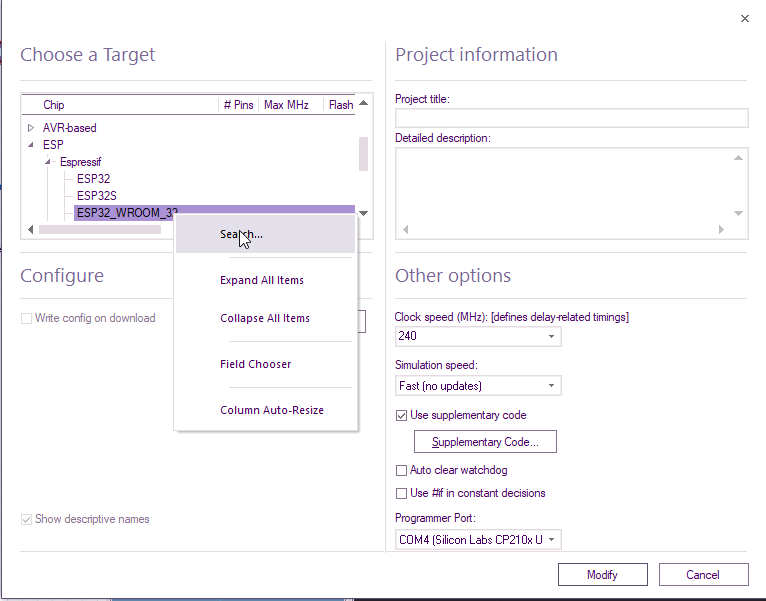 Choose a Target
Chip # Pins Max MHz Flash
AVR-based
ESP
Espressif
ESP32
ESP32S
ESP32_WROOM_32
Search...
Expand All Items
Collapse All Items
Field Chooser
Column Auto-Resize
Configure
Write config on download
Show descriptive names
Project information
Project title:
Detailed description:
Other options
Clock speed (MHz): [defines delay-related timings]
240
Simulation speed:
Fast (no updates)
Use supplementary code
Supplementary Code...
Auto clear watchdog
Use #if in constant decisions
Programmer Port:
COM4 (Silicon Labs CP210x U
Modify
Cancel